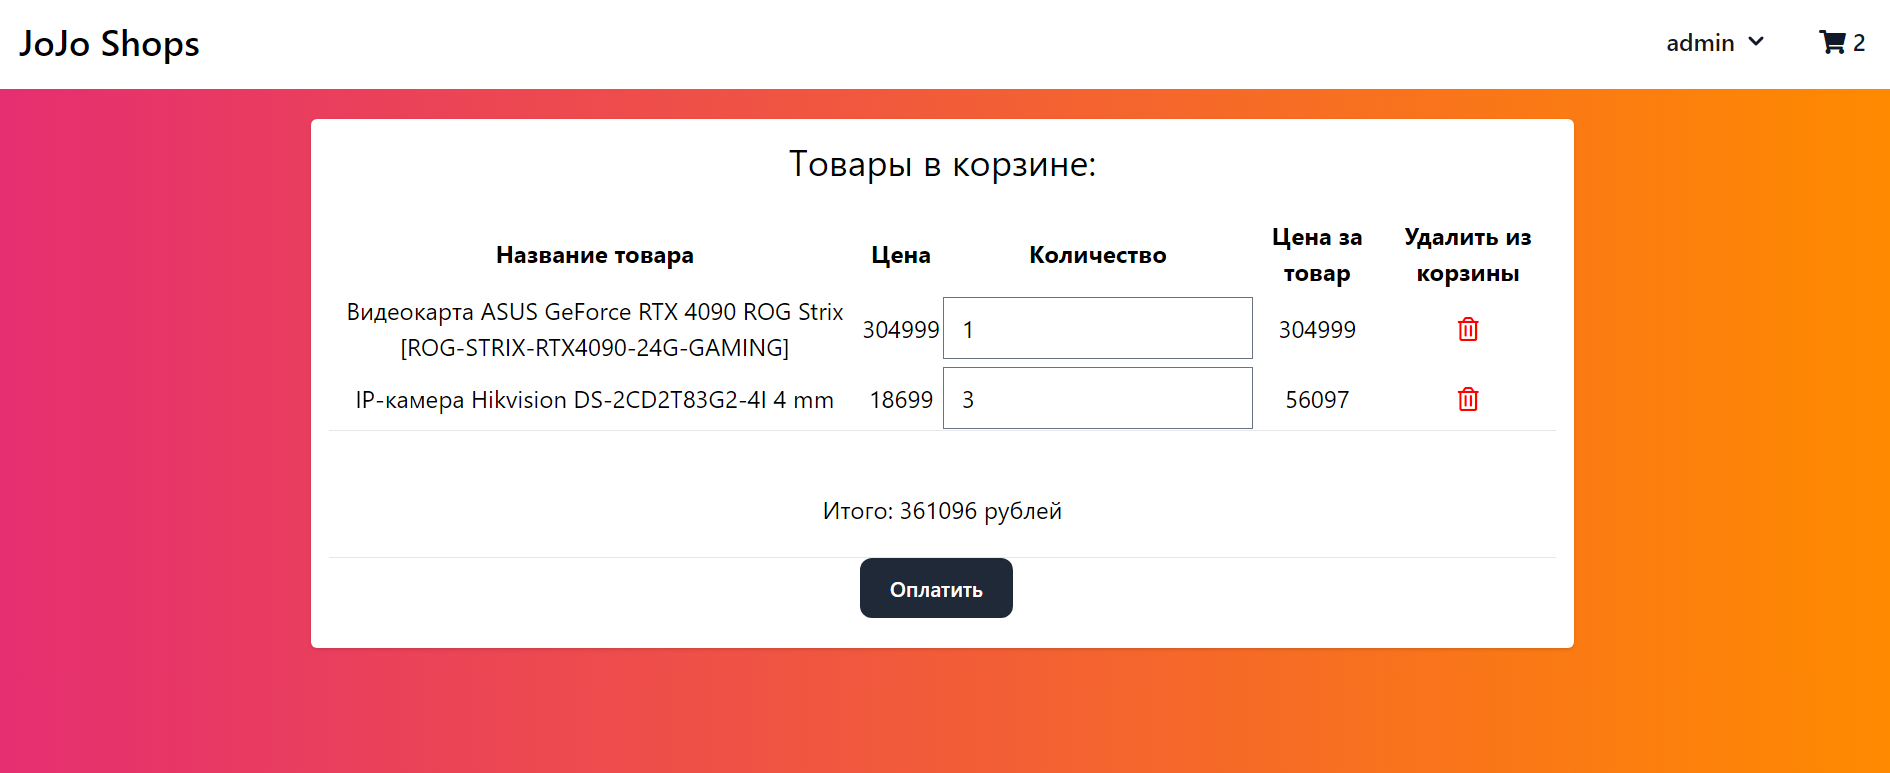 JoJo Shops
admin
2
Товары в корзине:
Название товара
Цена
Количество
Цена за
товар
Удалить из
корзины
Видеокарта ASUS GeForce RTX 4090 ROG Strix
[ROG-STRIX-RTX4090-24G-GAMING]
304999
1
304999
IP-камера Hikvision DS-2CD2T83G2-4I 4 mm
18699
3
56097
Итого: 361096 рублей
Оплатить